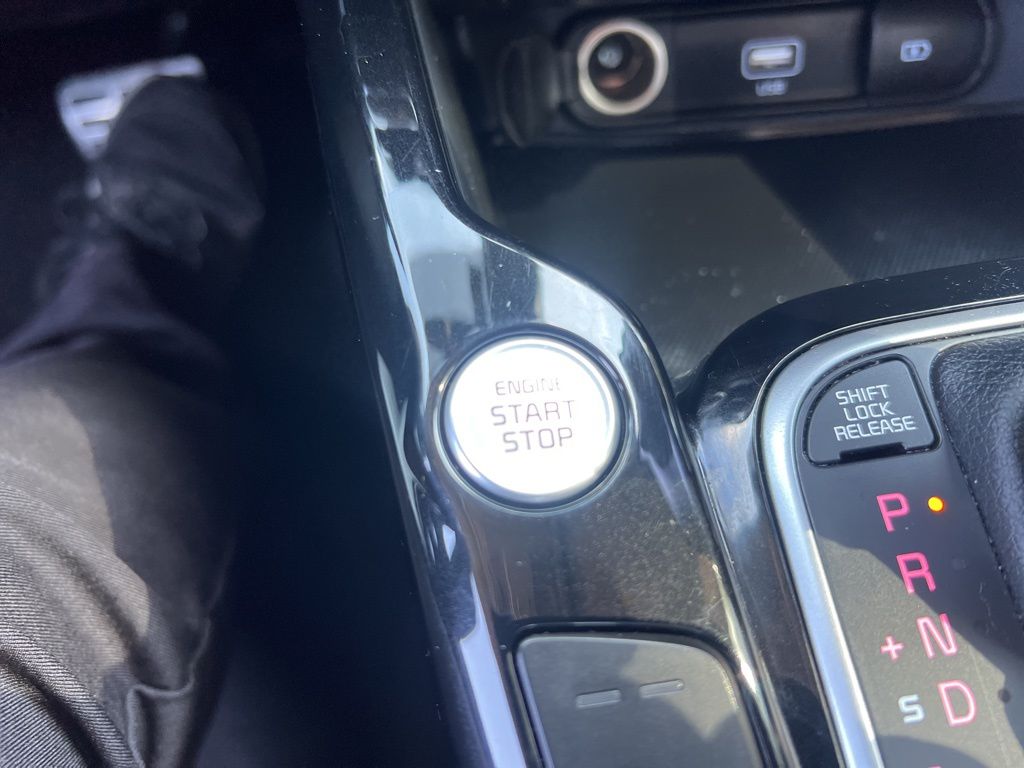 USB
ENGINE
START
STOP
SHIFT
LOCK
RELEASE
P
R
+ N
S D